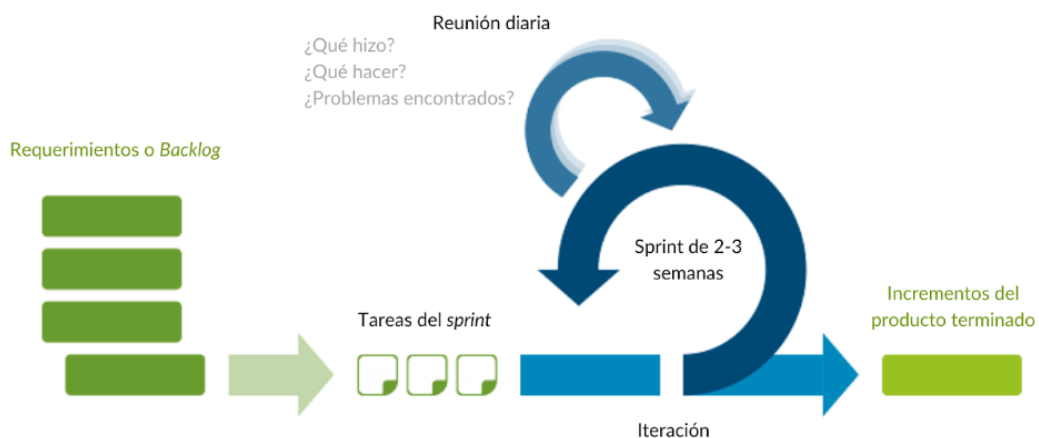 Reunión diaria
¿Qué hizo?
¿Qué hacer?
¿Problemas encontrados?
Requerimientos o Backlog
Sprint de 2-3
semanas
Tareas del sprint
Incrementos del
producto terminado
Iteración